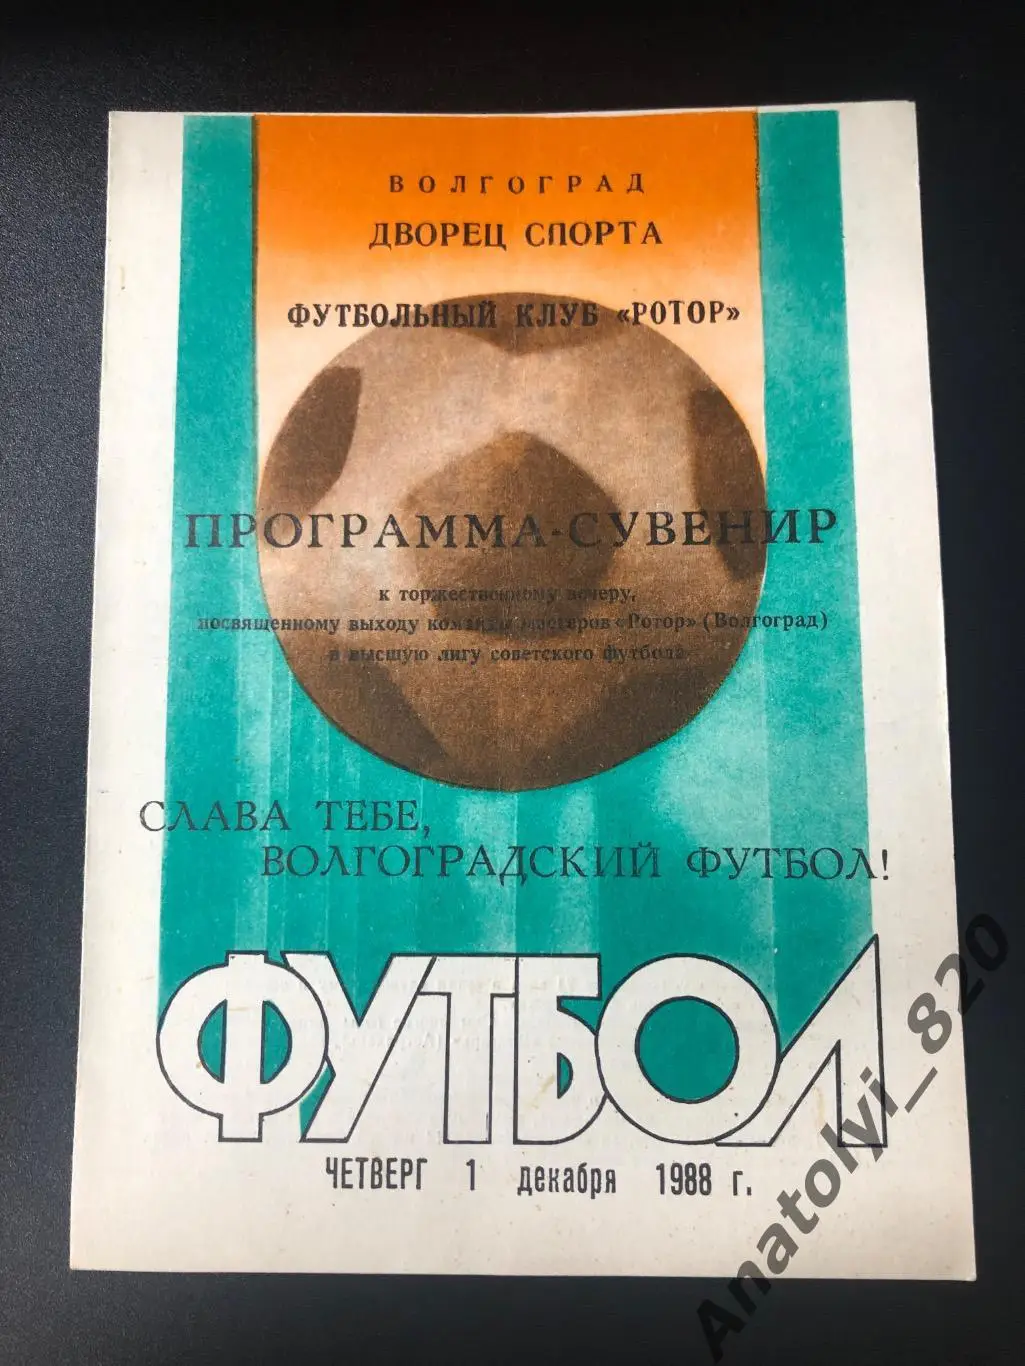 ВОЛГОГРАД
ДВОРЕЦ СПОРТА
ФУТБОЛЬНЫЙ КЛУБ «РОТОР»
ПРОГРАММА-СУВЕНИР
к торжественному вечеру,
посвященному выходу команды мастеров «Ротор» (Волгоград)
в высшую лигу советского футбола
СЛАВА ТЕБЕ,
ВОЛГОГРАДСКИЙ ФУТБОЛ!
ФУТБОЛ
ЧЕТВЕРГ 1 декабря 1988 г.
Anatolyi_820